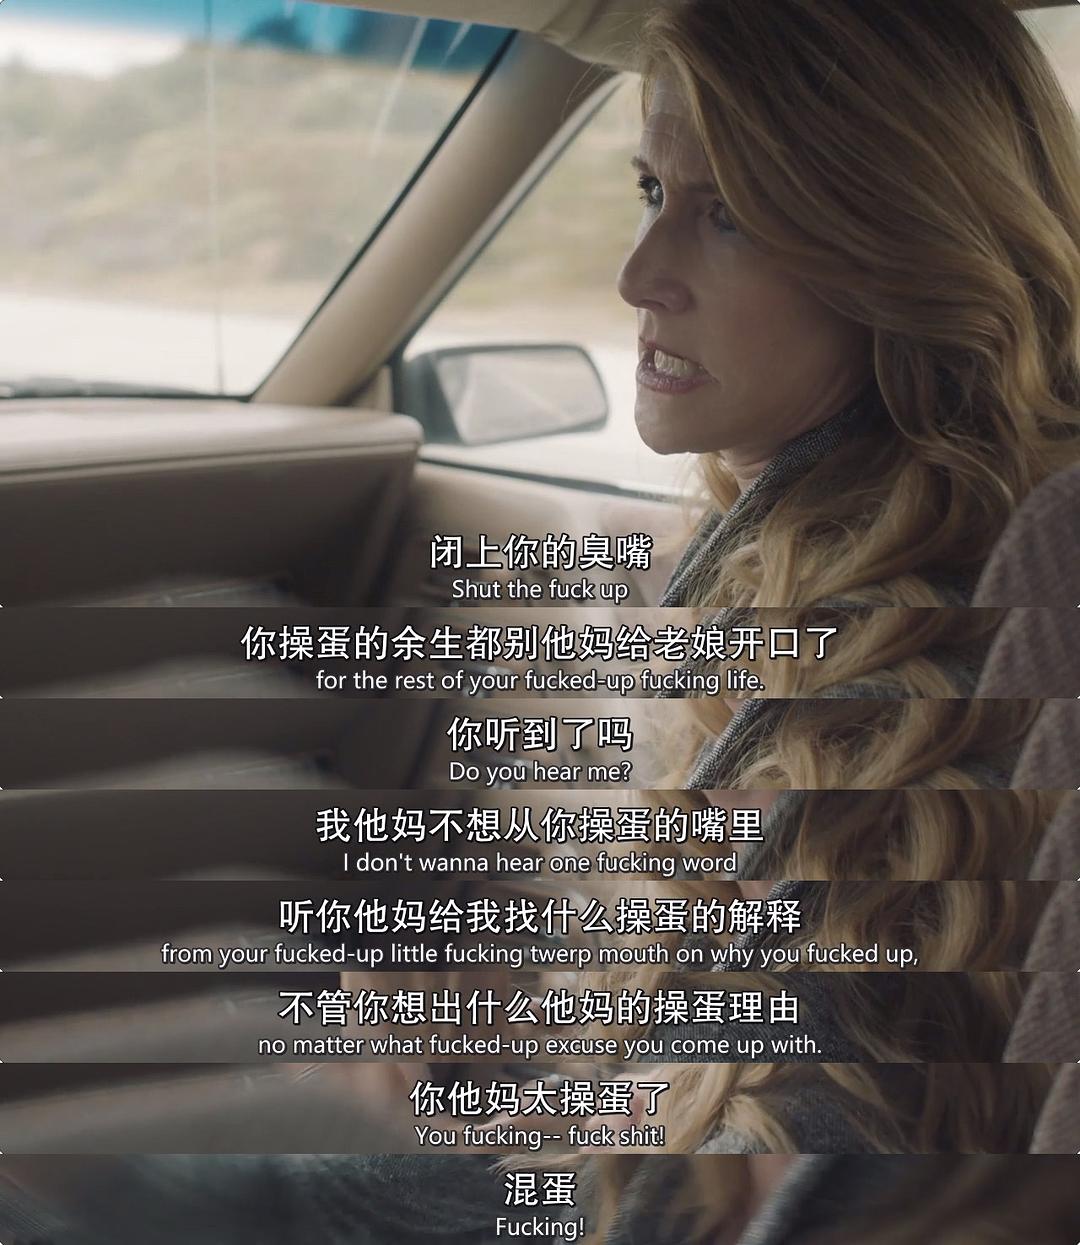 闭上你的臭嘴
Shut the fuck up
你操蛋的余生都别他妈给老娘开口了
for the rest of your fucked-up fucking life.
你听到了吗
Do you hear me?
我他妈不想从你操蛋的嘴里
I don't wanna hear one fucking word
听你他妈给我找什么操蛋的解释
from your fucked-up little fucking twerp mouth on why you fucked up,
不管你想出什么他妈的操蛋理由
no matter what fucked-up excuse you come up with.
你他妈太操蛋了
You fucking-- fuck shit!
混蛋
Fucking!